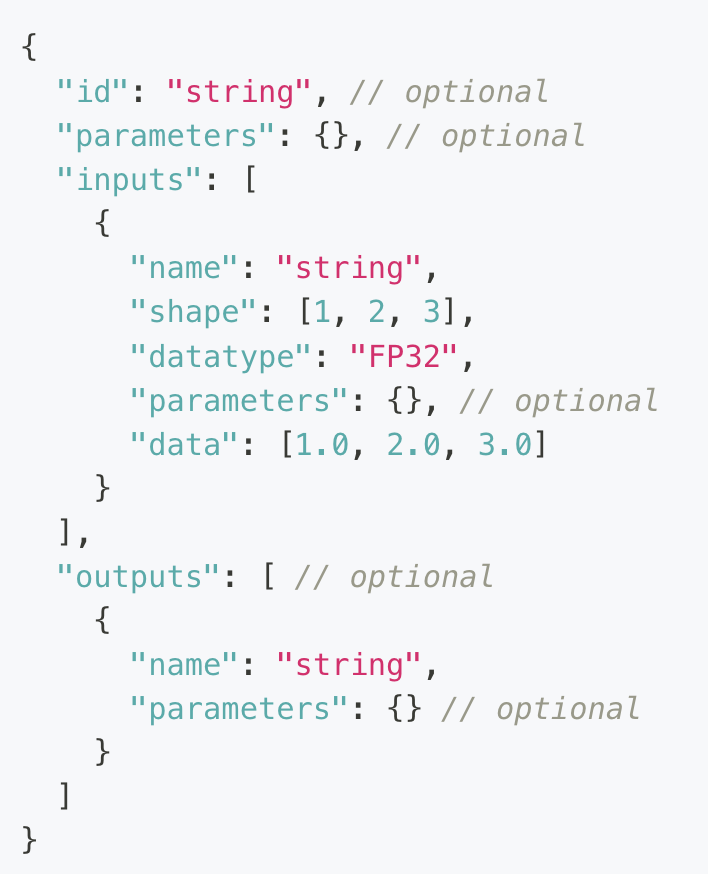 {
  "id": "string", // optional
  "parameters": {}, // optional
  "inputs": [
    {
      "name": "string",
      "shape": [1, 2, 3],
      "datatype": "FP32",
      "parameters": {}, // optional
      "data": [1.0, 2.0, 3.0]
    }
  ],
  "outputs": [ // optional
    {
      "name": "string",
      "parameters": {} // optional
    }
  ]
}